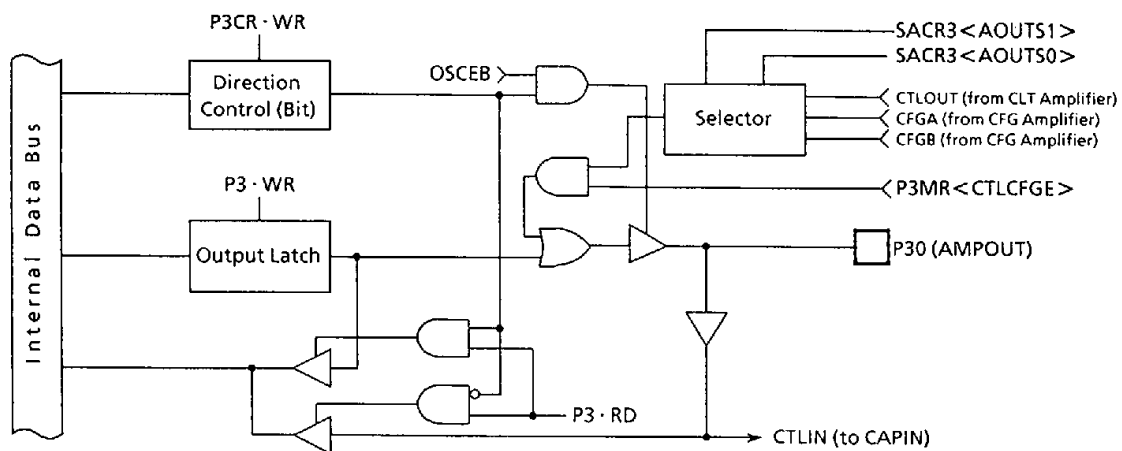 P3CR · WR
Direction
Control (Bit)
OSCEB
SACR3<AOUTS1>
SACR3<AOUTS0>
Selector
CTLOUT (from CLT Amplifier)
CFGA (from CFG Amplifier)
CFGB (from CFG Amplifier)
P3MR<CTLCFGE>
P3 · WR
Output Latch
P30 (AMPOUT)
Internal Data Bus
P3 · RD
CTLIN (to CAPIN)